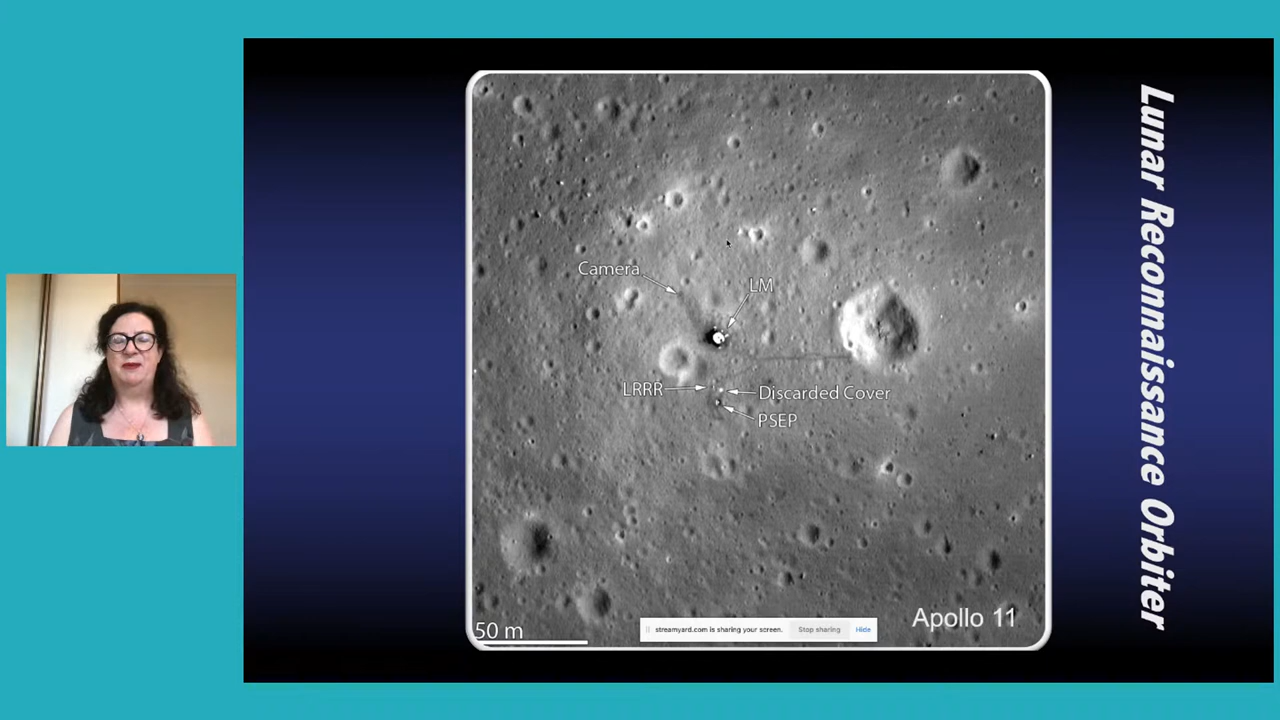 Camera
LM
LRRR
Discarded Cover
PSEP
50 m
Apollo 11
streamyard.com is sharing your screen.
Stop sharing
Hide
Lunar Reconnaissance Orbiter